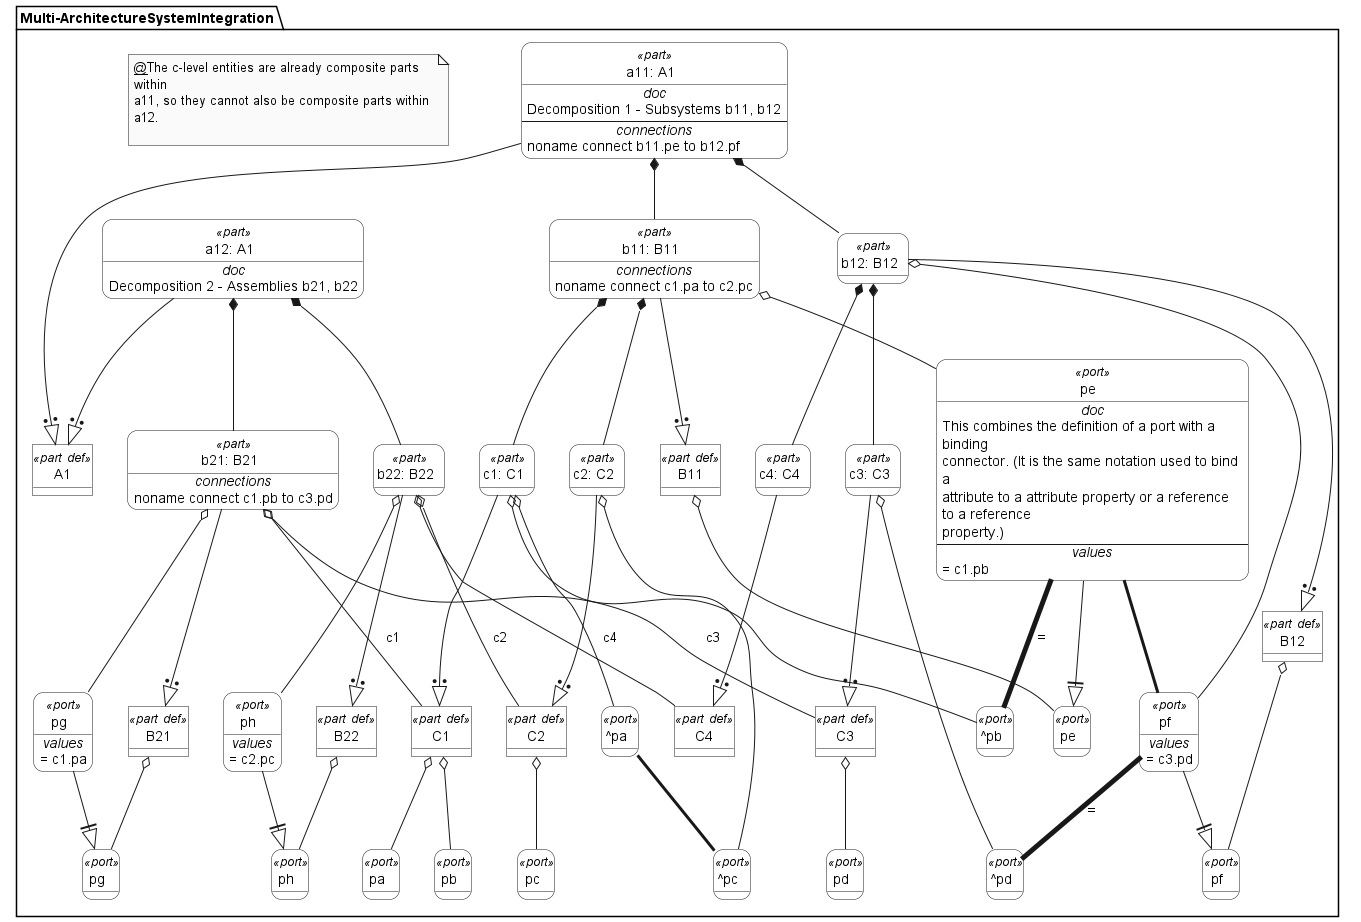 Multi-ArchitectureSystemIntegration
@The c-level entities are already composite parts
within
a11, so they cannot also be composite parts within
a12.
«part»
a11: A1
doc
Decomposition 1 - Subsystems b11, b12
connections
noname connect b11.pe to b12.pf
«part»
a12: A1
doc
Decomposition 2 - Assemblies b21, b22
«part»
b11: B11
connections
noname connect c1.pa to c2.pc
«part»
b12: B12
«port»
pe
doc
This combines the definition of a port with a
binding
connector. (It is the same notation used to bind
a
attribute to a attribute property or a reference
to a reference
property.)
values
= c1.pb
«part def»
A1
«part»
b21: B21
connections
noname connect c1.pb to c3.pd
«part»
b22: B22
«part»
c1: C1
«part»
c2: C2
«part def»
B11
«part»
c4: C4
«part»
c3: C3
c1
c2
c4
c3
=
«part def»
B12
«port»
pg
values
= c1.pa
«part def»
B21
«port»
ph
values
= c2.pc
«part def»
B22
«part def»
C1
«part def»
C2
«port»
^pa
«part def»
C4
«part def»
C3
«port»
^pb
«port»
pe
«port»
pf
values
= c3.pd
=
«port»
pg
«port»
ph
«port»
pa
«port»
pb
«port»
pc
«port»
^pc
«port»
pd
«port»
^pd
«port»
pf